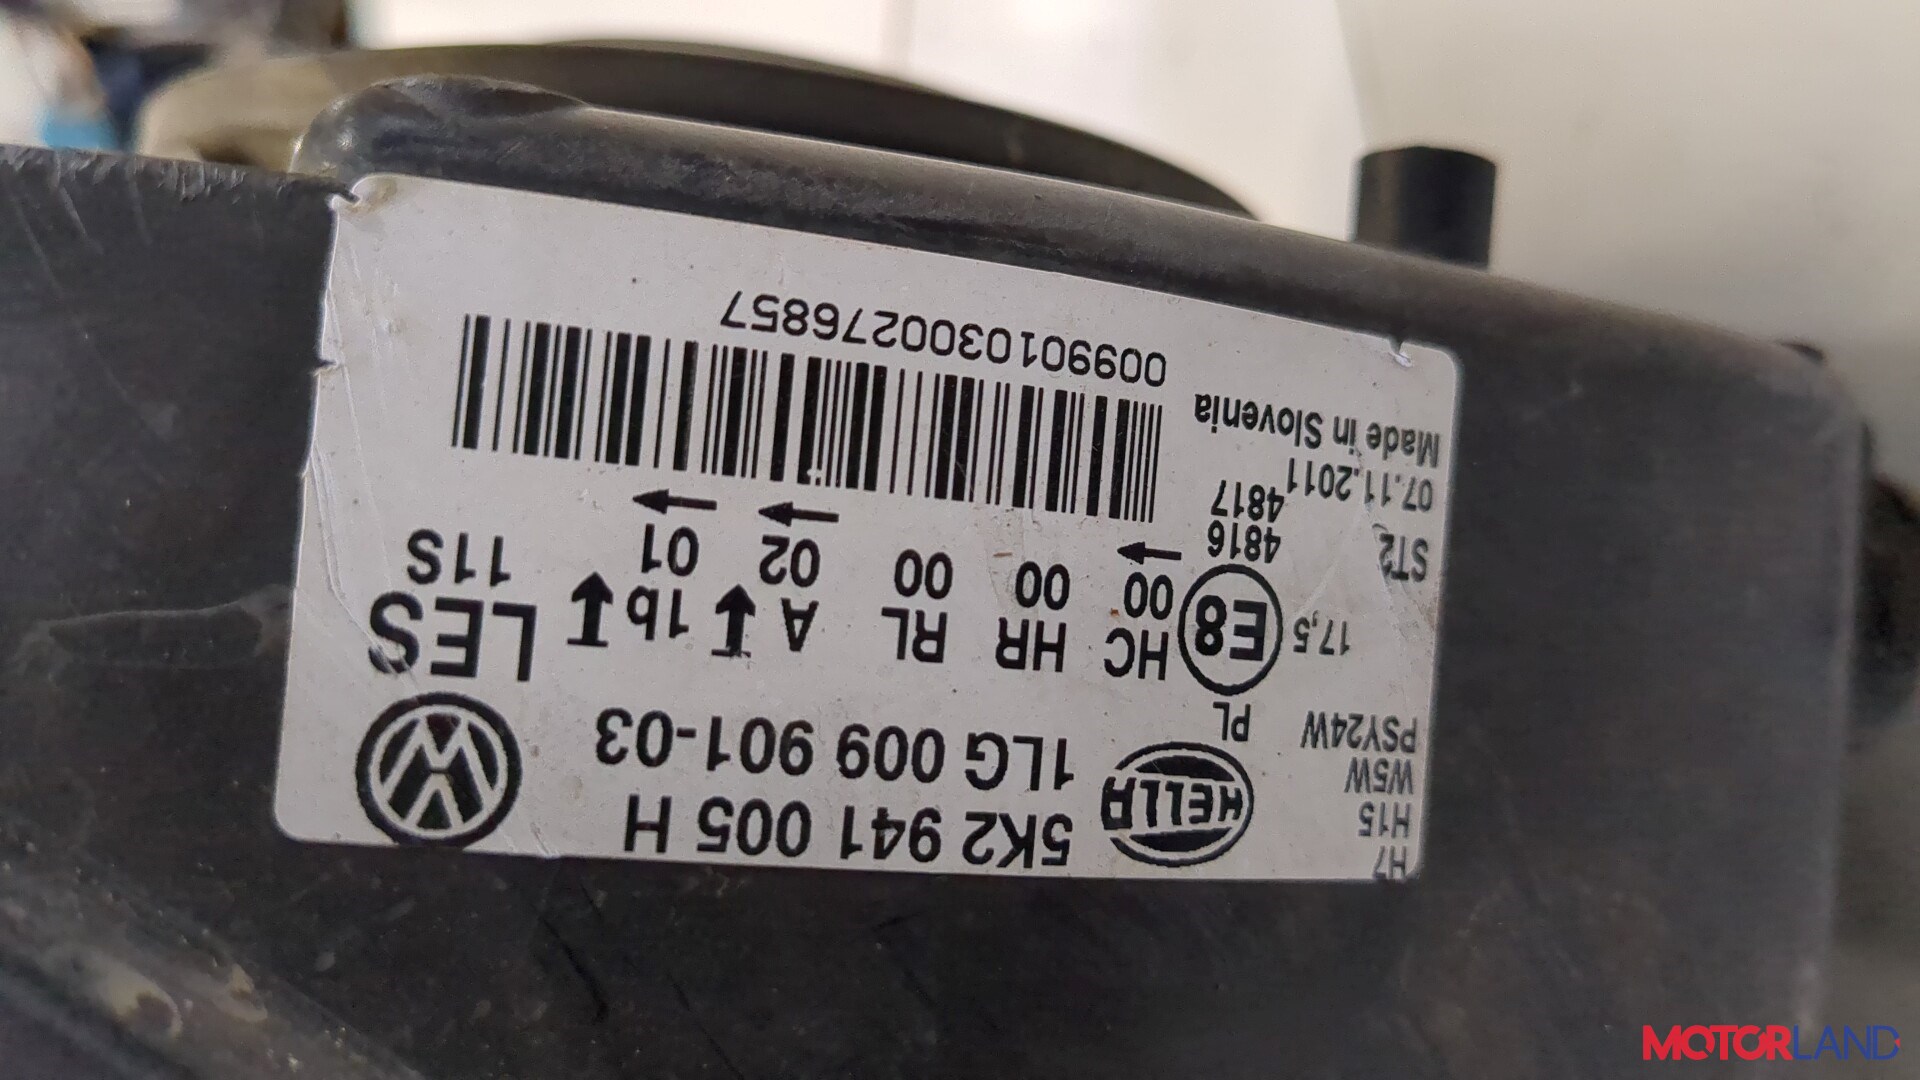 H7
H15
W5W
PSY24W
HELLA
5K2 941 005 H
1LG 009 901-03
PL
17,5
E8
HC HR RL A 1b LES
00 00 00 02 01 11S
ST2
4816
4817
07.11.2011
Made in Slovenia
0099010300276857
MOTORLAND